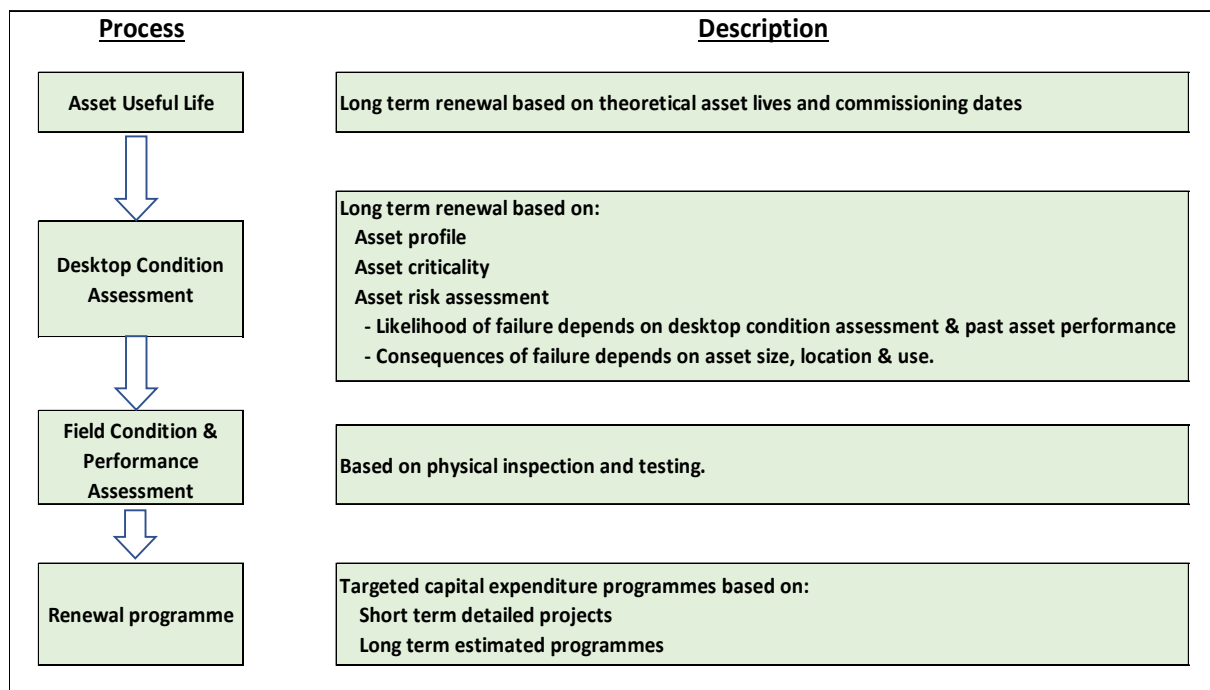 Process
Description
Asset Useful Life
Long term renewal based on theoretical asset lives and commissioning dates
Desktop Condition
Assessment
Long term renewal based on:
Asset profile
Asset criticality
Asset risk assessment
- Likelihood of failure depends on desktop condition assessment & past asset performance
- Consequences of failure depends on asset size, location & use.
Field Condition &
Performance
Assessment
Based on physical inspection and testing.
Renewal programme
Targeted capital expenditure programmes based on:
Short term detailed projects
Long term estimated programmes